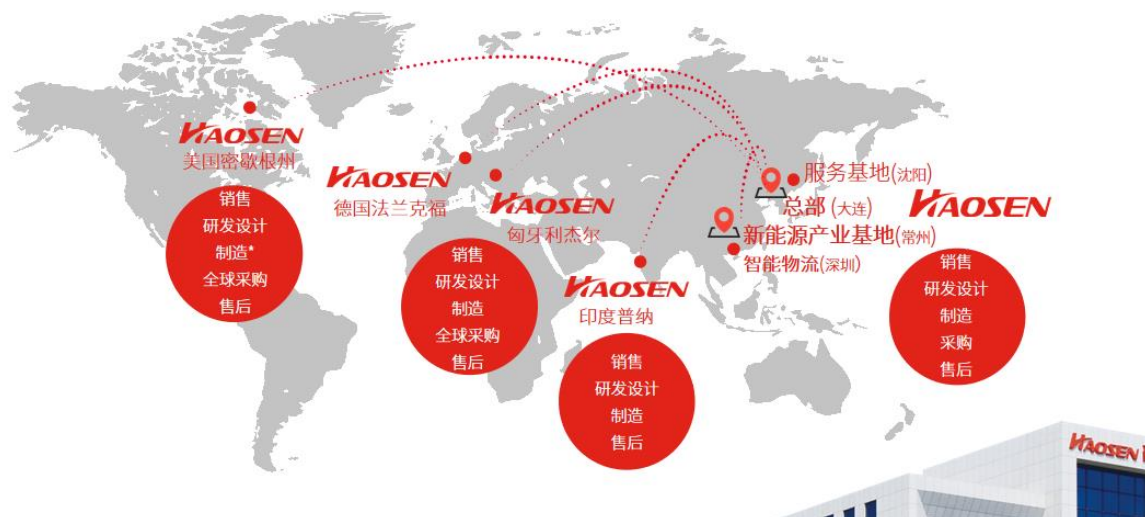 HAOSEN
美国密歇根州
销售
研发设计
制造*
全球采购
售后
HAOSEN
德国法兰克福
HAOSEN
匈牙利杰尔
销售
研发设计
制造
全球采购
售后
HAOSEN
印度普纳
销售
研发设计
制造
售后
服务基地(沈阳)
总部 (大连)
新能源产业基地(常州)
智能物流(深圳)
HAOSEN
销售
研发设计
制造
采购
售后
HAOSEN